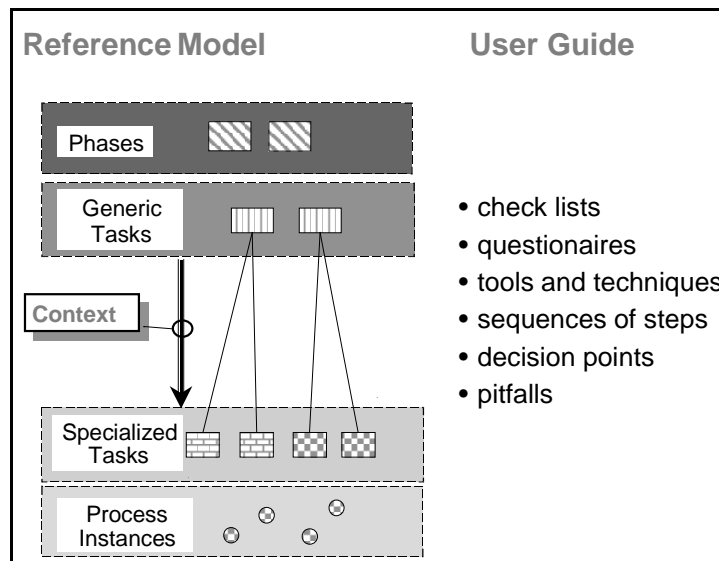 Reference Model
User Guide
Phases
Generic
Tasks
Context
Specialized
Tasks
Process
Instances
• check lists
• questionaires
• tools and techniques
• sequences of steps
• decision points
• pitfalls